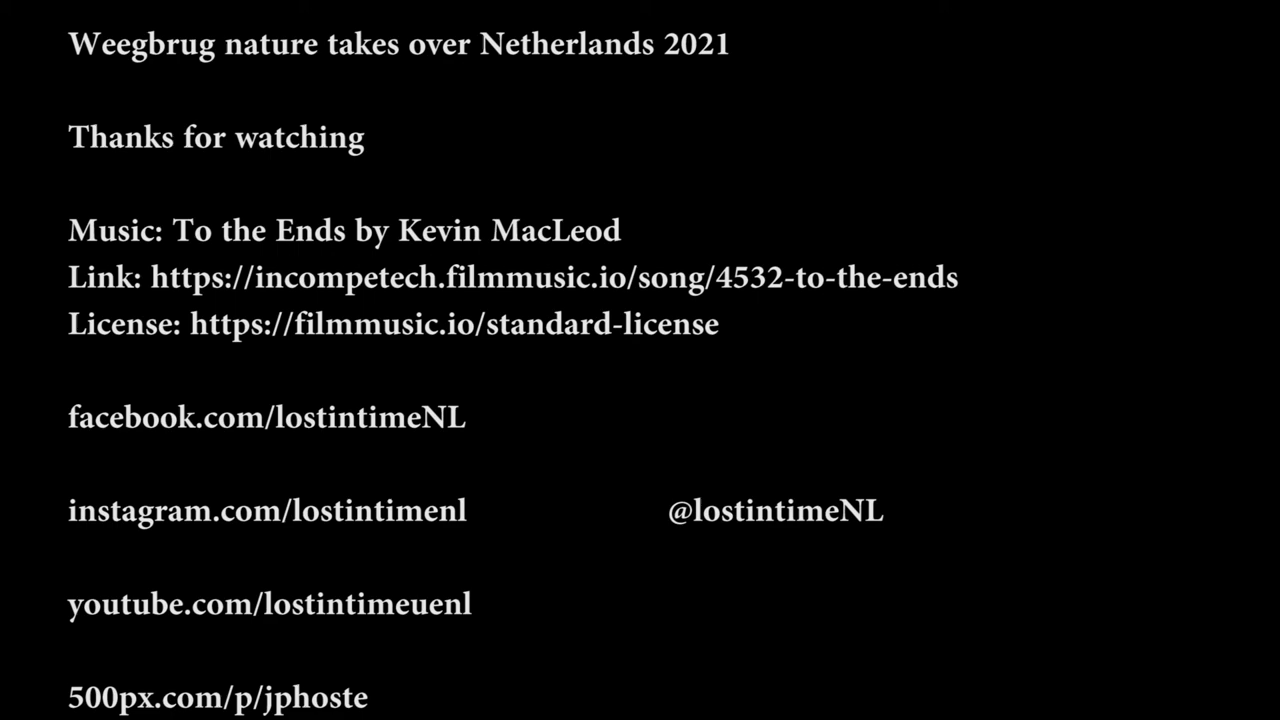 Weegbrug nature takes over Netherlands 2021
Thanks for watching
Music: To the Ends by Kevin MacLeod
Link: https://incompetech.filmmusic.io/song/4532-to-the-ends
License: https://filmmusic.io/standard-license
facebook.com/lostintimeNL
instagram.com/lostintimenl @lostintimeNL
youtube.com/lostintimeuenl
500px.com/p/jphoste